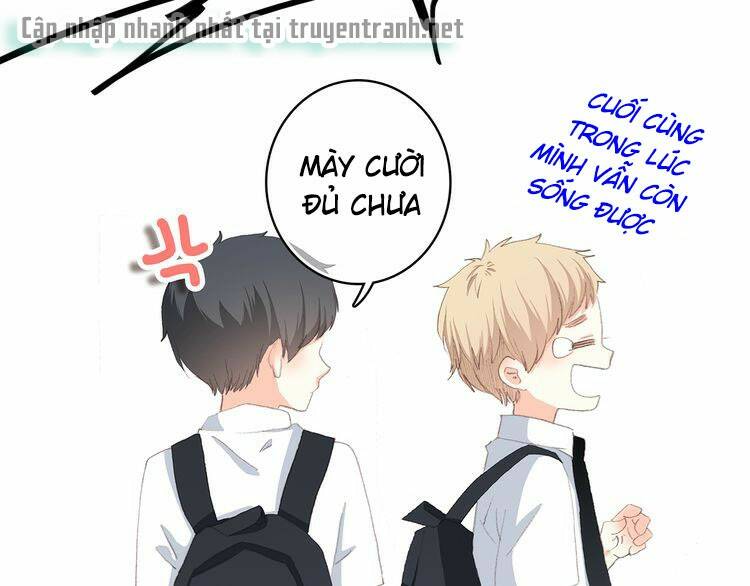 Cập nhập nhanh nhất tại truyentranh.net
MÀY CƯỜI
ĐỦ CHƯA
CUỐI CÙNG
TRONG LÚC
MÌNH VẪN CÒN
SỐNG ĐƯỢC